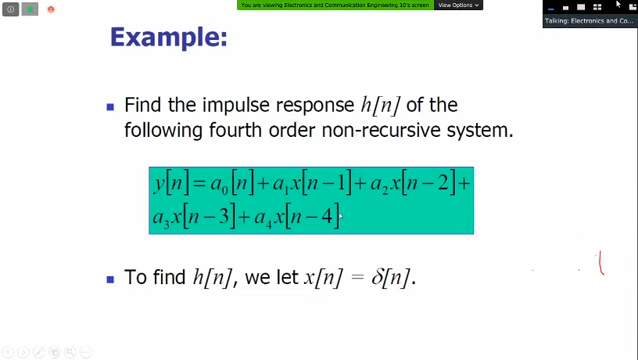 You are viewing Electronics and Communication Engineering 10's screen
View Options
Talking: Electronics and Co...
Example:
Find the impulse response h[n] of the
following fourth order non-recursive system.
y[n] = a₀[n] + a₁x[n−1] + a₂x[n−2] +
a₃x[n−3] + a₄x[n−4]
To find h[n], we let x[n] = δ[n].